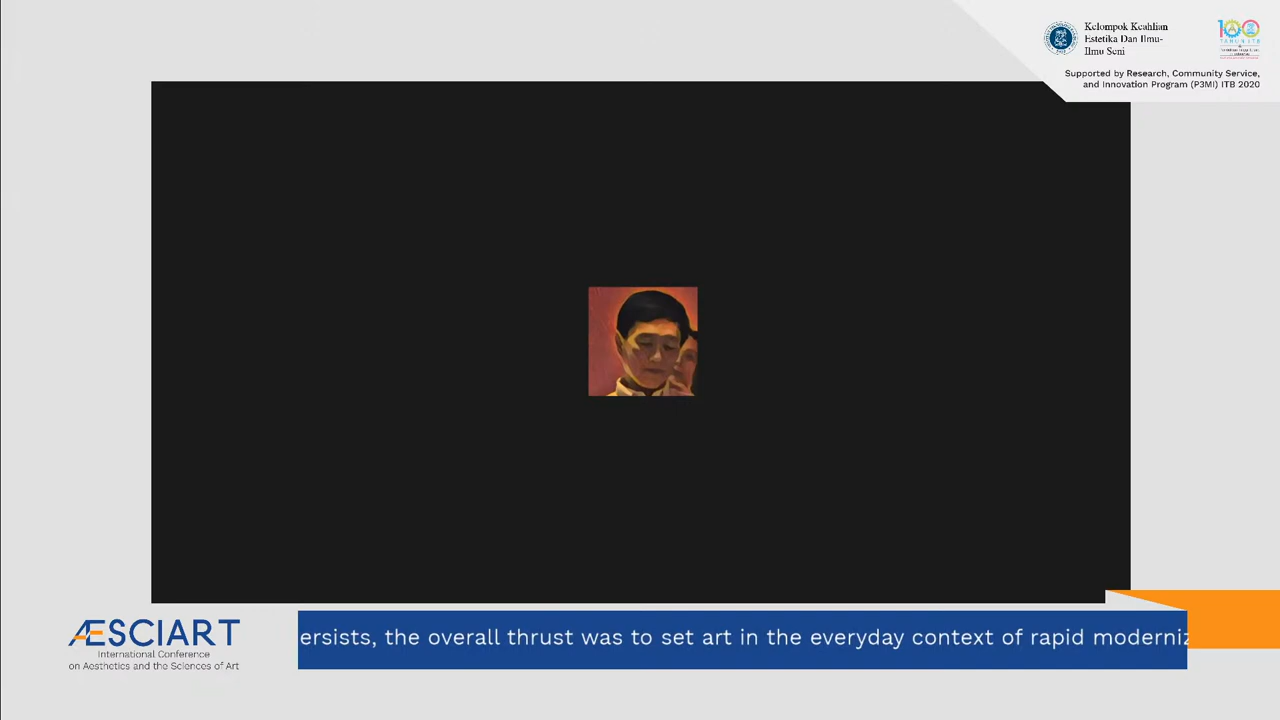 Kelompok Keahlian
Estetika Dan Ilmu-
Ilmu Seni
100
Supported by Research, Community Service,
and Innovation Program (P3MI) ITB 2020
ÆSCIART
International Conference
on Aesthetics and the Sciences of Art
ersists, the overall thrust was to set art in the everyday context of rapid moderniz